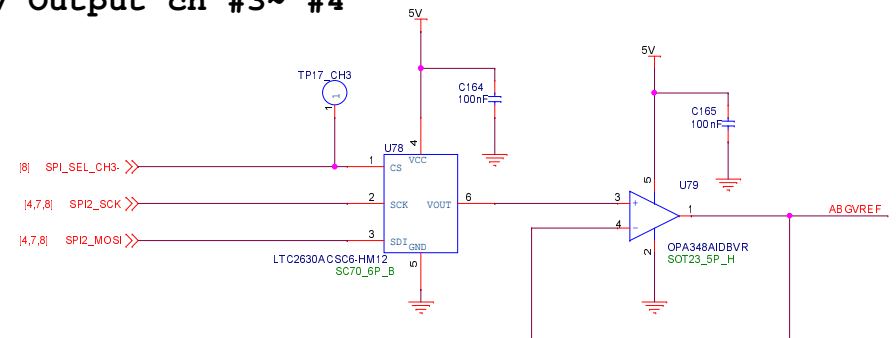 Output ch #3~ #4
5V
5V
TP17_CH3
1
1
C164
100nF
C165
100nF
U78
4
VCC
[8] SPI_SEL_CH3-
1
CS
[4,7,8] SPI2_SCK
2
SCK
VOUT
6
[4,7,8] SPI2_MOSI
3
SDI
GND
5
LTC2630ACSC6-HM12
SC70_6P_B
U79
5
3
+
4
-
1
2
ABGVREF
OPA348AIDBVR
SOT23_5P_H